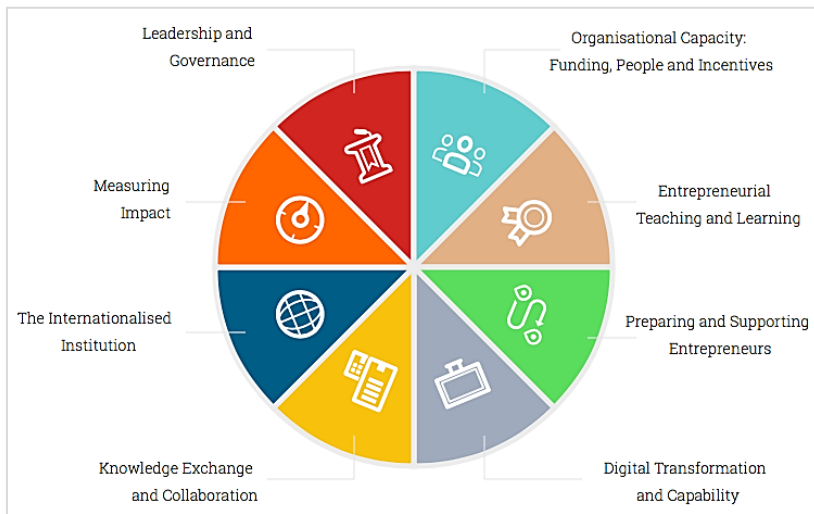 Leadership and
Governance
Organisational Capacity:
Funding, People and Incentives
Measuring
Impact
Entrepreneurial
Teaching and Learning
The Internationalised
Institution
Preparing and Supporting
Entrepreneurs
Knowledge Exchange
and Collaboration
Digital Transformation
and Capability